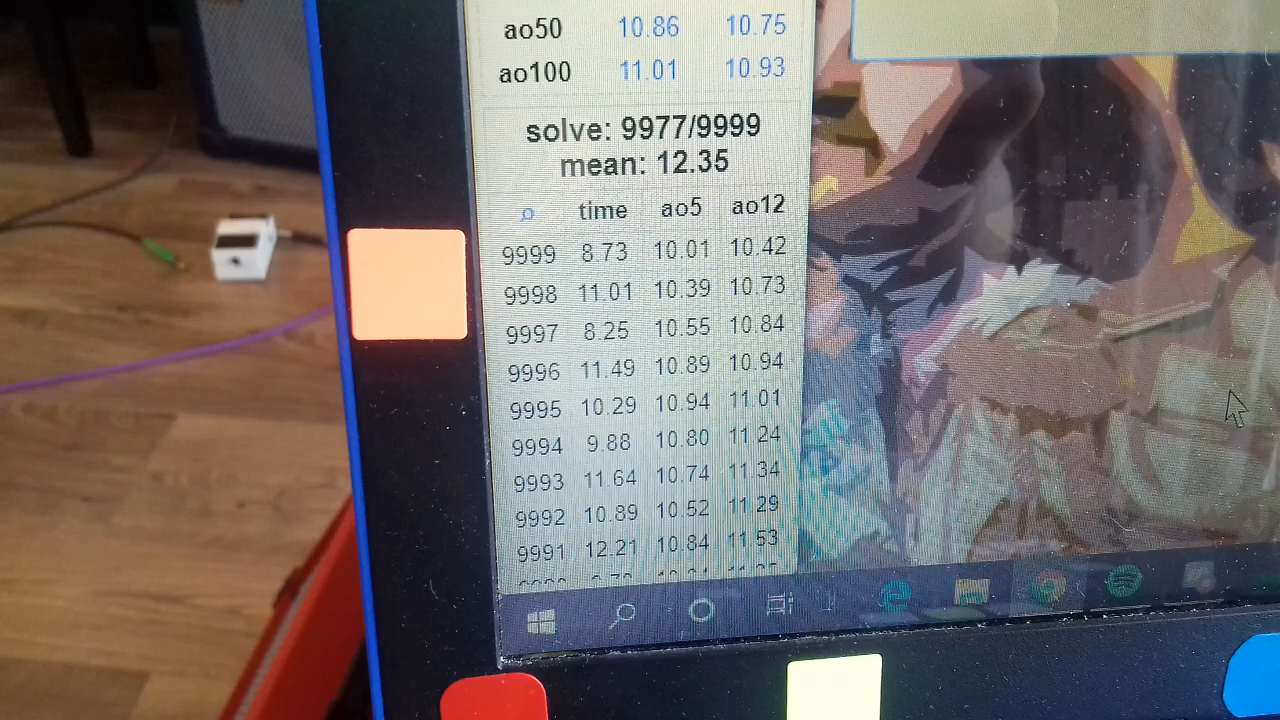 ao50 10.86 10.75
ao100 11.01 10.93
solve: 9977/9999
mean: 12.35
time ao5 ao12
9999 8.73 10.01 10.42
9998 11.01 10.39 10.73
9997 8.25 10.55 10.84
9996 11.49 10.89 10.94
9995 10.29 10.94 11.01
9994 9.88 10.80 11.24
9993 11.64 10.74 11.34
9992 10.89 10.52 11.29
9991 12.21 10.84 11.53